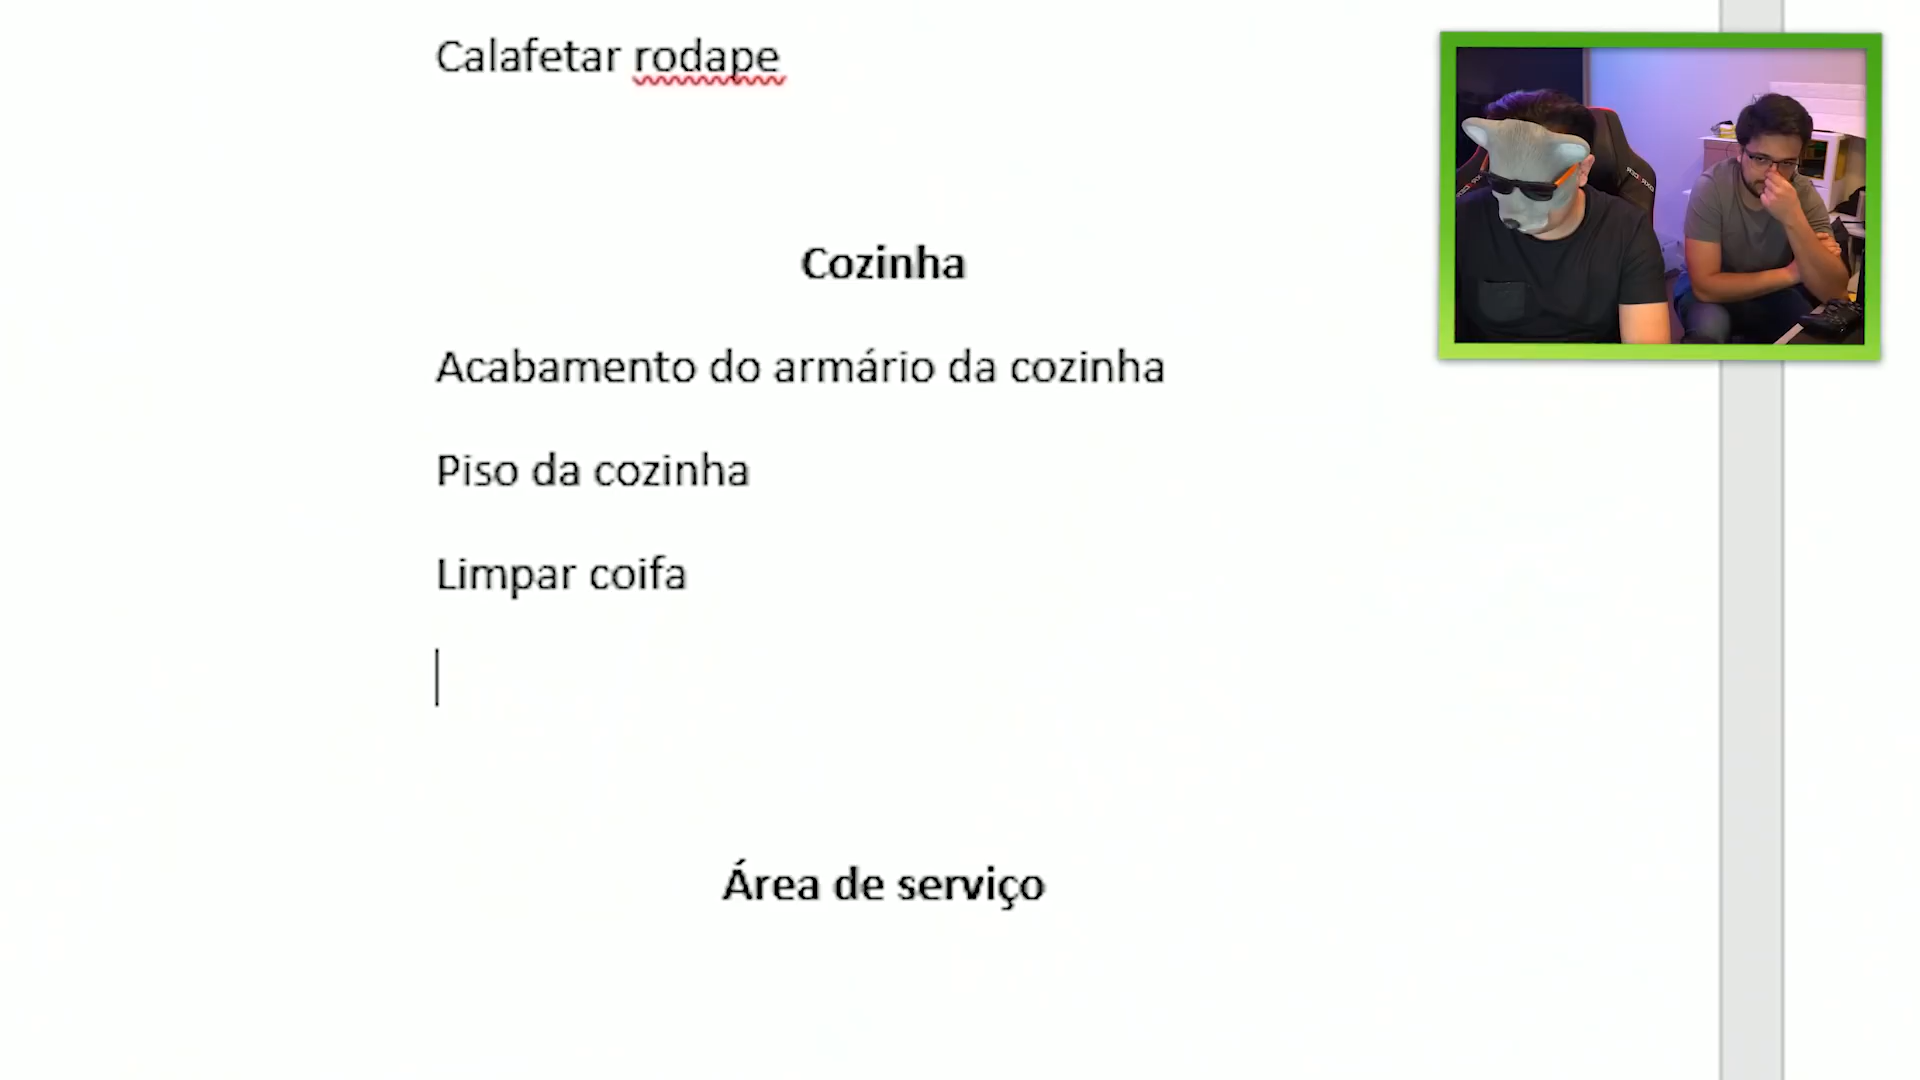 Calafetar rodape
Cozinha
Acabamento do armário da cozinha
Piso da cozinha
Limpar coifa
Área de serviço